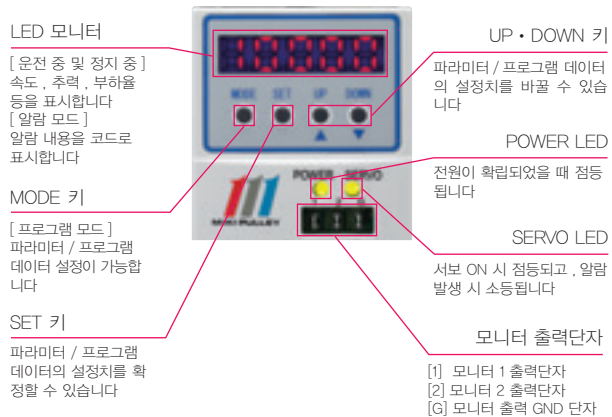 LED 모니터
[ 운전 중 및 정지 중 ]
속도 , 추력 , 부하율
등을 표시합니다
[ 알람 모드 ]
알람 내용을 코드로
표시합니다
MODE 키
[ 프로그램 모드 ]
파라미터 / 프로그램
데이터 설정이 가능합
니다
SET 키
파라미터 / 프로그램
데이터의 설정치를 확
정할 수 있습니다
MODE SET UP DOWN
POWER SERVO
1 2 G
MIKI PULLEY
UP • DOWN 키
파라미터 / 프로그램 데이터
의 설정치를 바꿀 수 있습
니다
POWER LED
전원이 확립되었을 때 점등
됩니다
SERVO LED
서보 ON 시 점등되고 , 알람
발생 시 소등됩니다
모니터 출력단자
[1] 모니터 1 출력단자
[2] 모니터 2 출력단자
[G] 모니터 출력 GND 단자